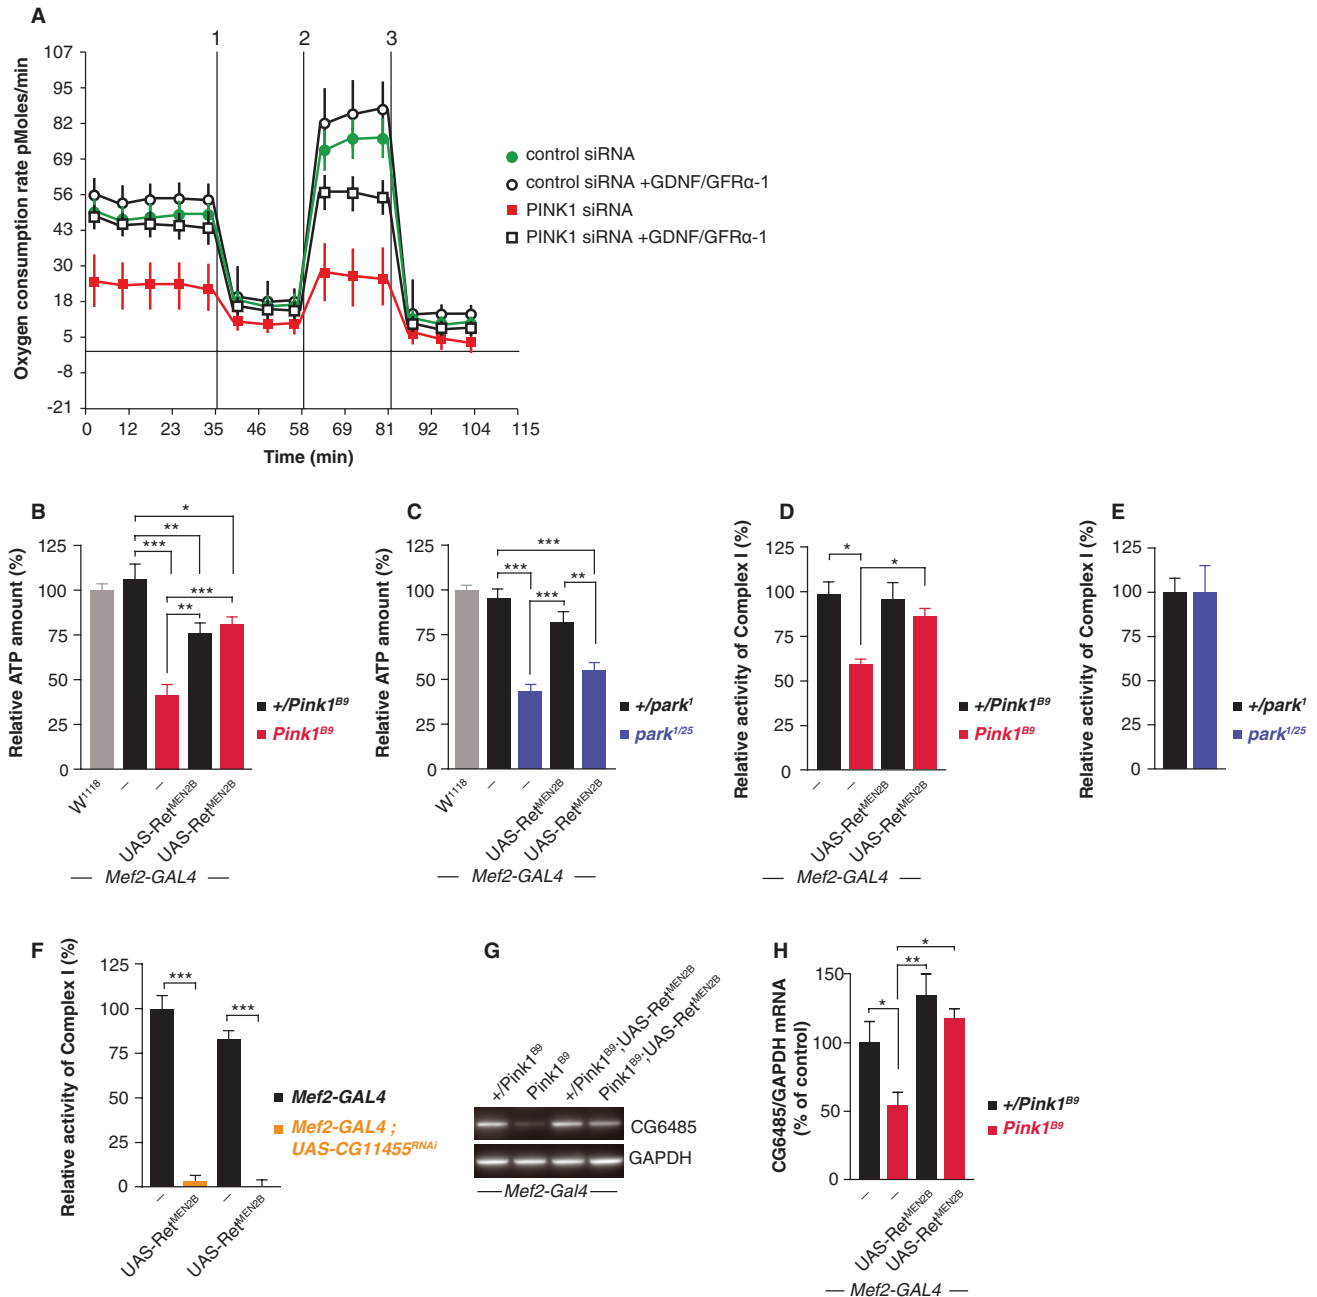 A
1 2 3
Oxygen consumption rate pMoles/min
107
95
82
69
56
43
30
18
5
-8
-21
0 12 23 35 46 58 69 81 92 104 115
Time (min)
control siRNA
control siRNA +GDNF/GFRα-1
PINK1 siRNA
PINK1 siRNA +GDNF/GFRα-1
B
Relative ATP amount (%)
125
100
75
50
25
0
*
**
***
***
**
+/Pink1B9
Pink1B9
W1118
–
–
UAS-RetMEN2B
UAS-RetMEN2B
Mef2-GAL4
C
Relative ATP amount (%)
125
100
75
50
25
0
***
***
**
***
+/park1
park1/25
W1118
–
–
UAS-RetMEN2B
UAS-RetMEN2B
Mef2-GAL4
D
Relative activity of Complex I (%)
125
100
75
50
25
0
*
*
+/Pink1B9
Pink1B9
–
–
UAS-RetMEN2B
UAS-RetMEN2B
Mef2-GAL4
E
Relative activity of Complex I (%)
125
100
75
50
25
0
+/park1
park1/25
F
Relative activity of Complex I (%)
125
100
75
50
25
0
***
***
Mef2-GAL4
Mef2-GAL4 ;
UAS-CG11455RNAi
–
UAS-RetMEN2B
–
UAS-RetMEN2B
G
+/Pink1B9
Pink1B9
+/Pink1B9;UAS-RetMEN2B
Pink1B9;UAS-RetMEN2B
CG6485
GAPDH
Mef2-Gal4
H
CG6485/GAPDH mRNA
(% of control)
150
100
50
0
*
**
*
+/Pink1B9
Pink1B9
–
–
UAS-RetMEN2B
UAS-RetMEN2B
Mef2-GAL4